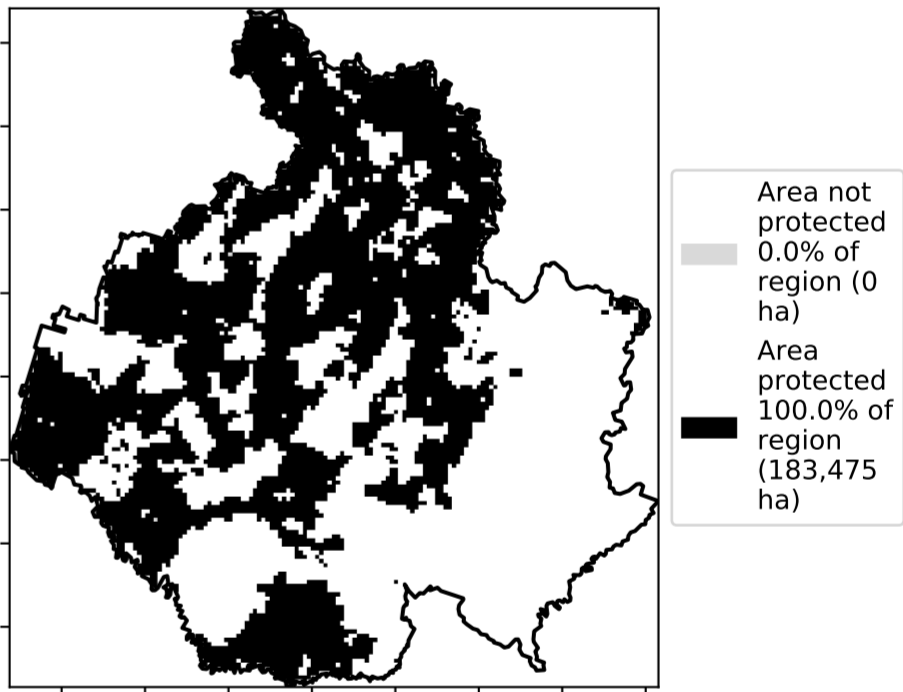 Area not
protected
0.0% of
region (0
ha)
Area
protected
100.0% of
region
(183,475
ha)